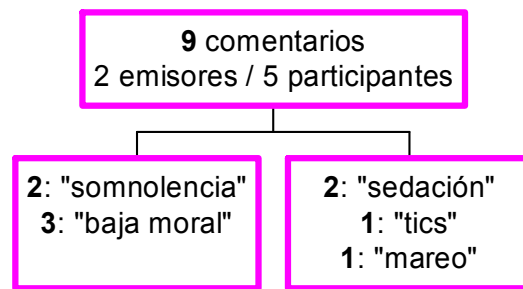 9 comentarios
2 emisores / 5 participantes
2: "somnolencia"
3: "baja moral"
2: "sedación"
1: "tics"
1: "mareo"